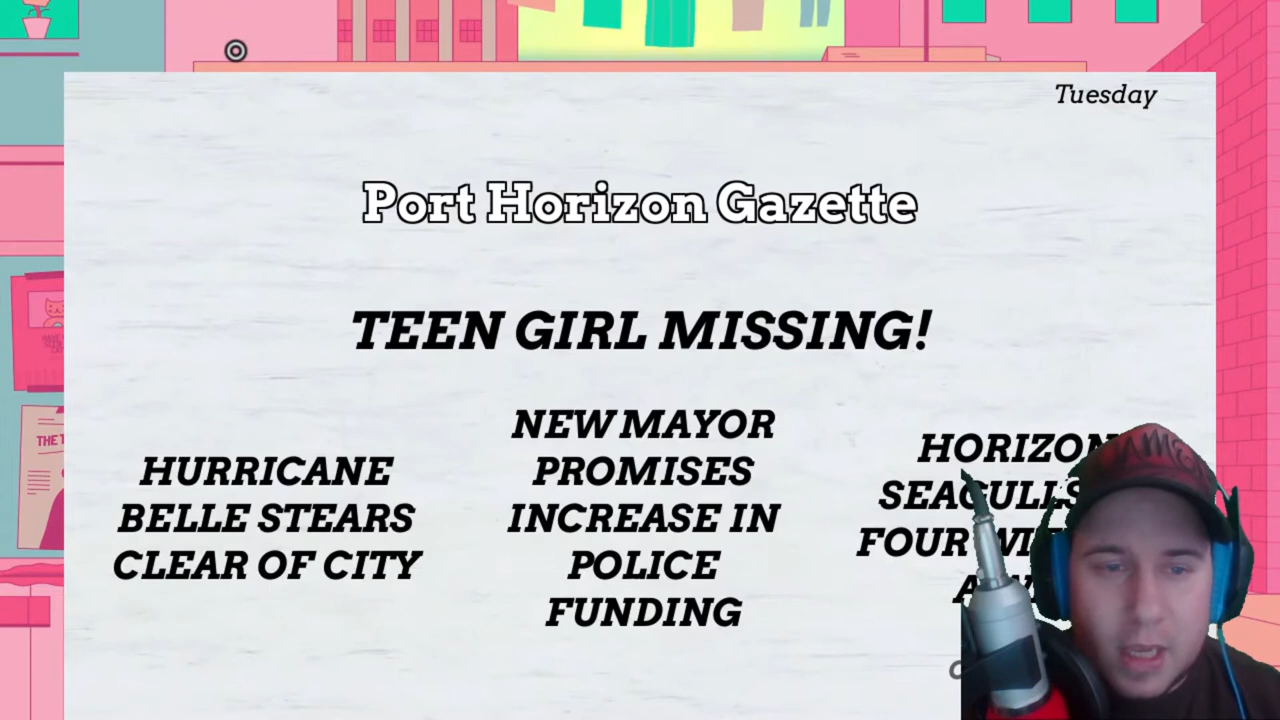 Tuesday
Port Horizon Gazette
TEEN GIRL MISSING!
HURRICANE
BELLE STEARS
CLEAR OF CITY
NEW MAYOR
PROMISES
INCREASE IN
POLICE
FUNDING
HORIZON
SEAGULLS
FOUR
THE